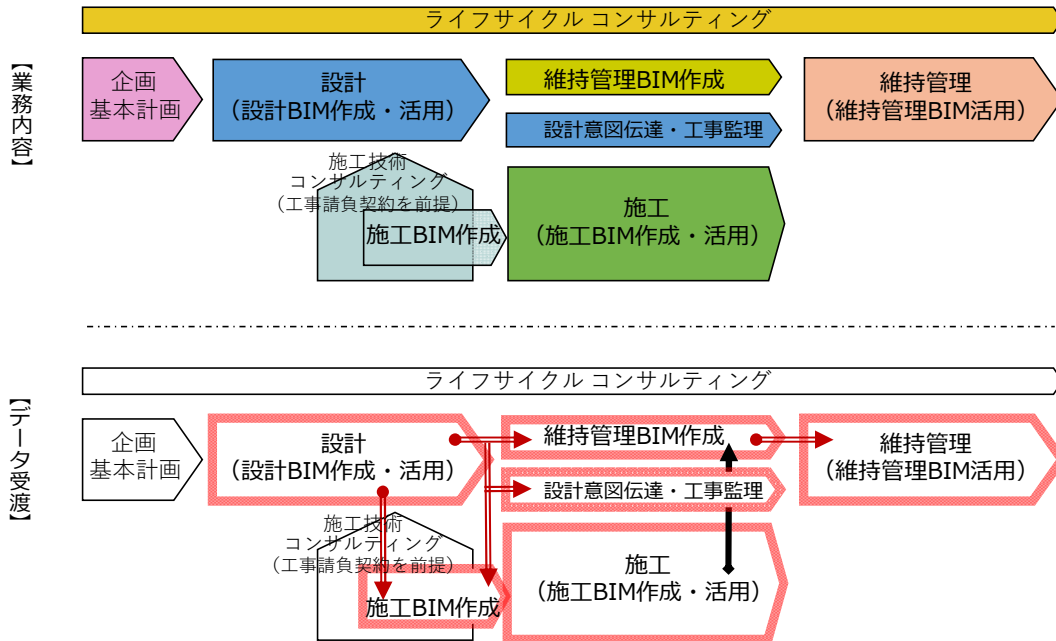 ライフサイクル コンサルティング
【業務内容】
企画
基本計画
設計
(設計BIM作成・活用)
維持管理BIM作成
設計意図伝達・工事監理
維持管理
(維持管理BIM活用)
施工技術
コンサルティング
(工事請負契約を前提)
施工BIM作成
施工
(施工BIM作成・活用)
ライフサイクル コンサルティング
【データ受渡】
企画
基本計画
設計
(設計BIM作成・活用)
維持管理BIM作成
設計意図伝達・工事監理
維持管理
(維持管理BIM活用)
施工技術
コンサルティング
(工事請負契約を前提)
施工BIM作成
施工
(施工BIM作成・活用)